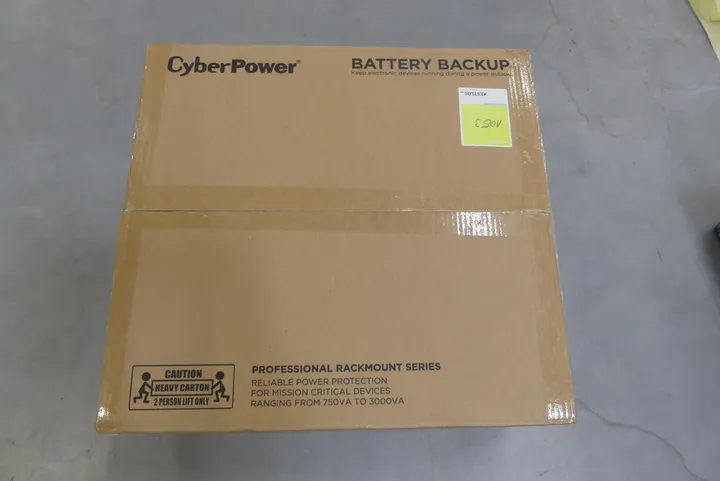 CyberPower®
BATTERY BACKUP
Keep electronic devices running during a power outage
PROFESSIONAL RACKMOUNT SERIES
RELIABLE POWER PROTECTION
FOR MISSION CRITICAL DEVICES
RANGING FROM 750VA TO 3000VA
CAUTION
HEAVY CARTON
2 PERSON LIFT ONLY